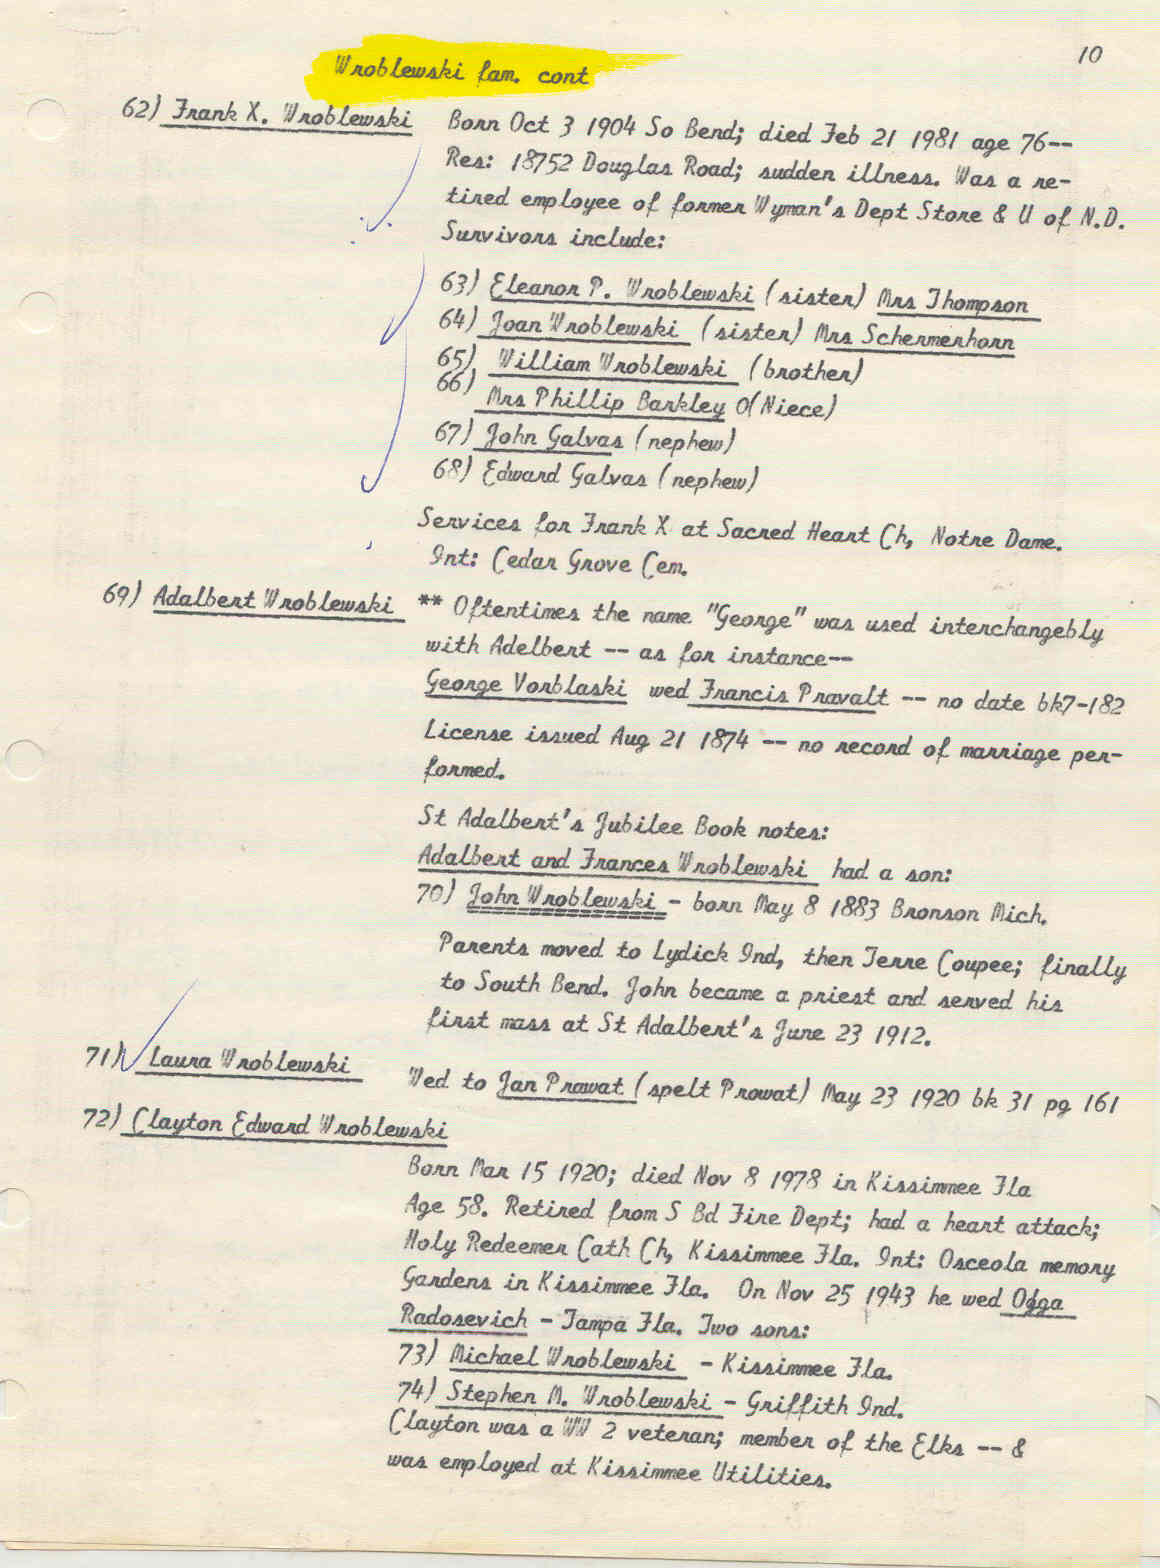 10
Wroblewski fam. cont
62) Frank X. Wroblewski
Born Oct 3 1904 So Bend; died Feb 21 1981 age 76--
Res: 18752 Douglas Road; sudden illness. Was a re-
tired employee of former Wyman's Dept Store & U of N.D.
Survivors include:
63) Eleanor P. Wroblewski (sister) Mrs Thompson
64) Joan Wroblewski (sister) Mrs Schermerhorn
65) William Wroblewski (brother)
66) Mrs Phillip Barkley O(Niece)
67) John Galvas (nephew)
68) Edward Galvas (nephew)
Services for Frank X at Sacred Heart Ch, Notre Dame.
Int: Cedar Grove Cem.
69) Adalbert Wroblewski
** Oftentimes the name "George" was used interchangebly
with Adelbert -- as for instance--
George Vorblaski wed Francis Pravalt -- no date bk7-182
License issued Aug 21 1874 -- no record of marriage per-
formed.
St Adalbert's Jubilee Book notes:
Adalbert and Frances Wroblewski had a son:
70) John Wroblewski - born May 8 1883 Bronson Mich.
Parents moved to Lydick Ind, then Terre Coupee; finally
to South Bend. John became a priest and served his
first mass at St Adalbert's June 23 1912.
71) Laura Wroblewski
Wed to Jan Prawat (spelt Prowat) May 23 1920 bk 31 pg 161
72) Clayton Edward Wroblewski
Born Mar 15 1920; died Nov 8 1978 in Kissimmee Fla
Age 58. Retired from S Bd Fire Dept; had a heart attack;
Holy Redeemer Cath Ch, Kissimmee Fla. Int: Osceola memory
Gardens in Kissimmee Fla. On Nov 25 1943 he wed Olga
Radosevich - Tampa Fla. Two sons:
73) Michael Wroblewski - Kissimmee Fla.
74) Stephen M. Wroblewski - Griffith Ind.
Clayton was a WW 2 veteran; member of the Elks -- &
was employed at Kissimmee Utilities.